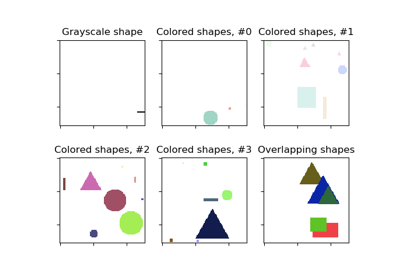 Grayscale shape
Colored shapes, #0
Colored shapes, #1
Colored shapes, #2
Colored shapes, #3
Overlapping shapes